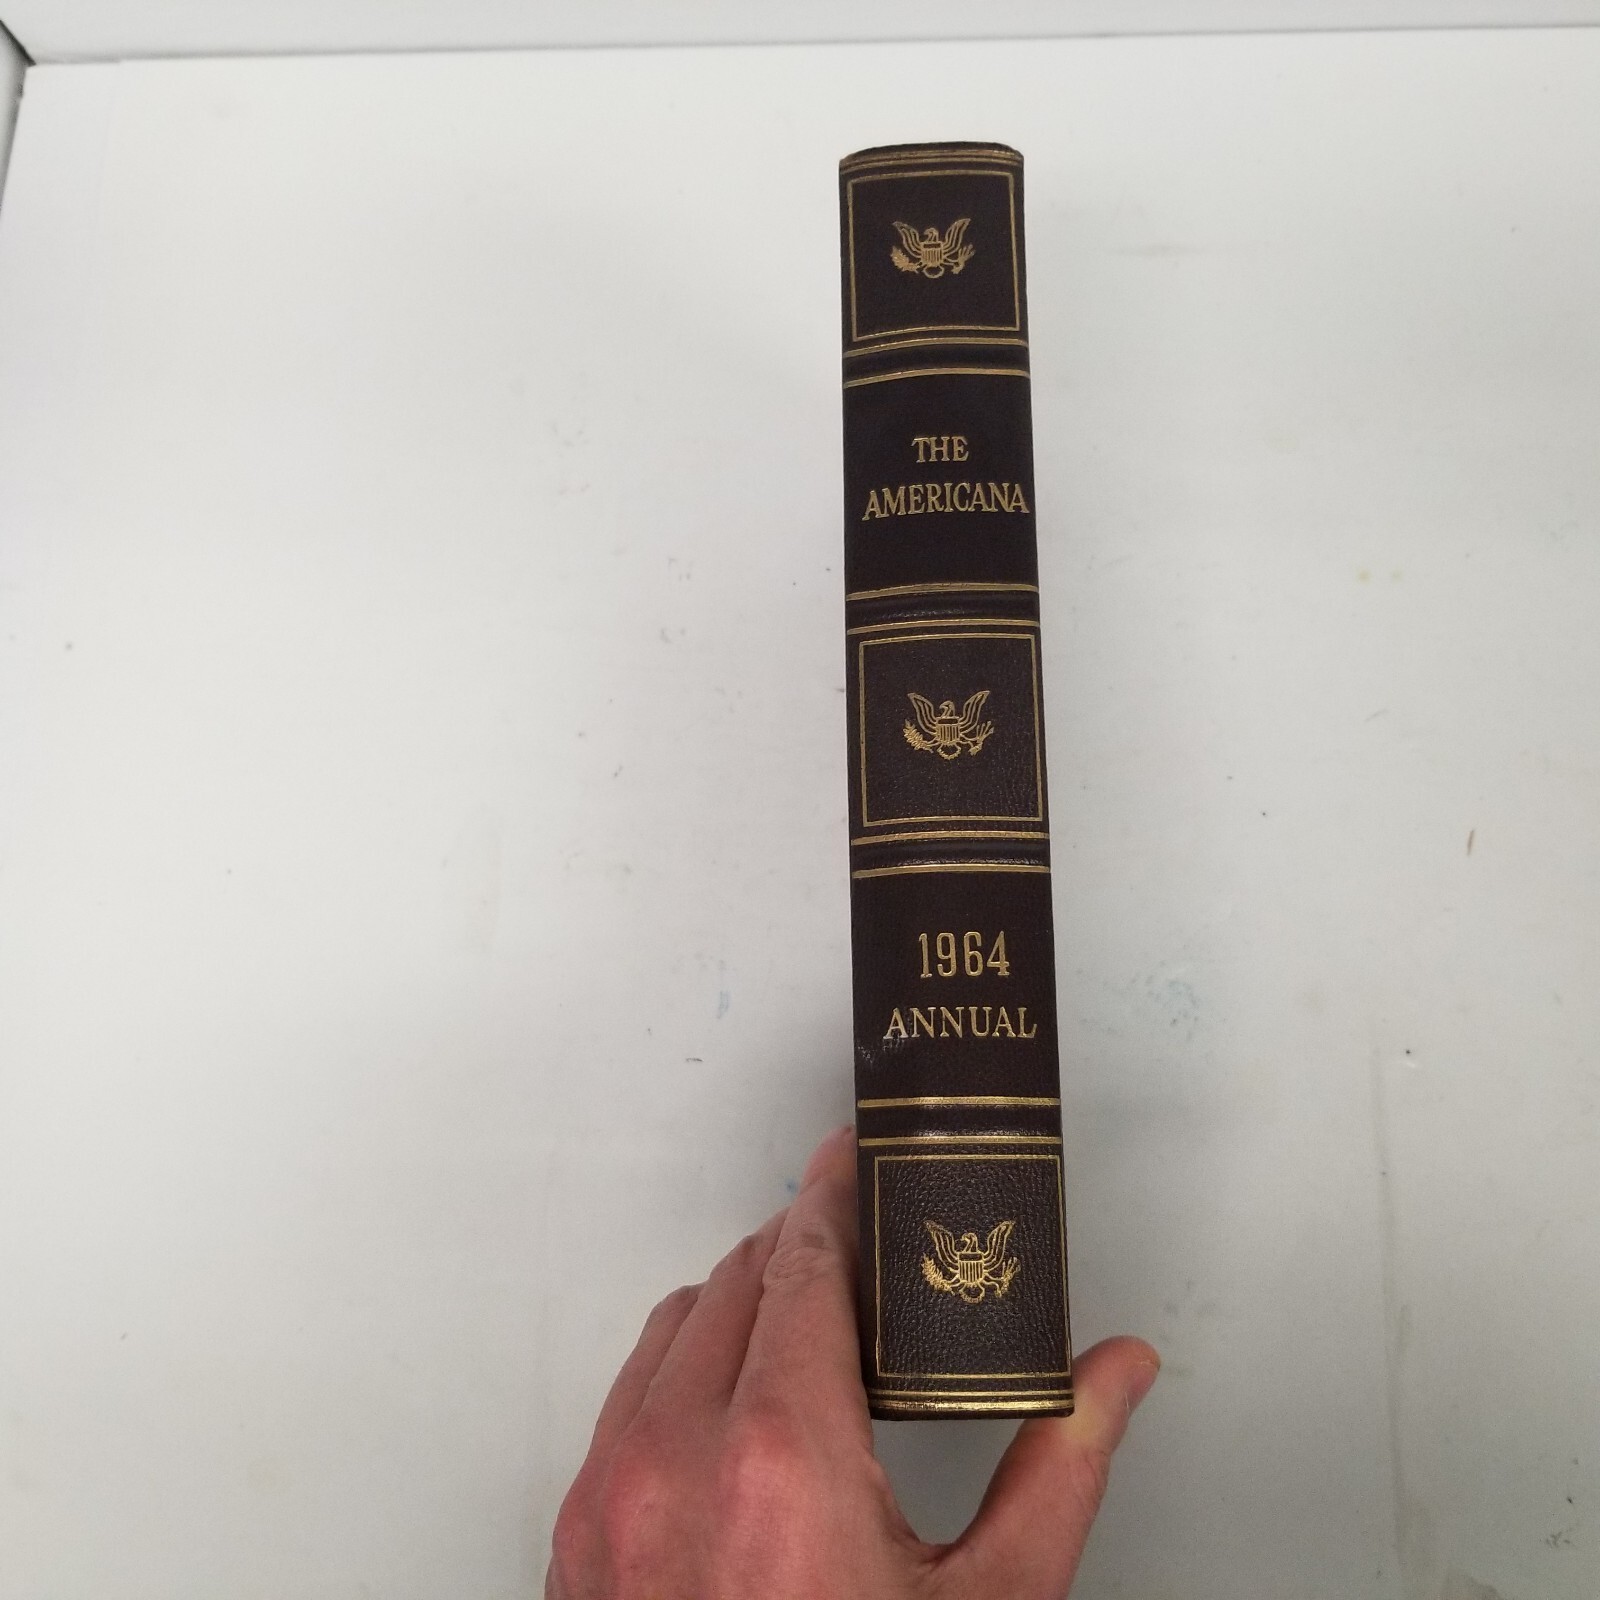 THE
AMERICANA
1964
ANNUAL